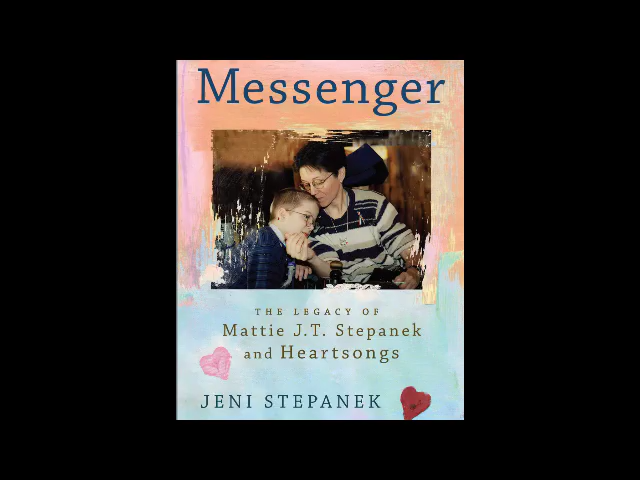 Messenger
THE LEGACY OF
Mattie J.T. Stepanek
and Heartsongs
JENI STEPANEK